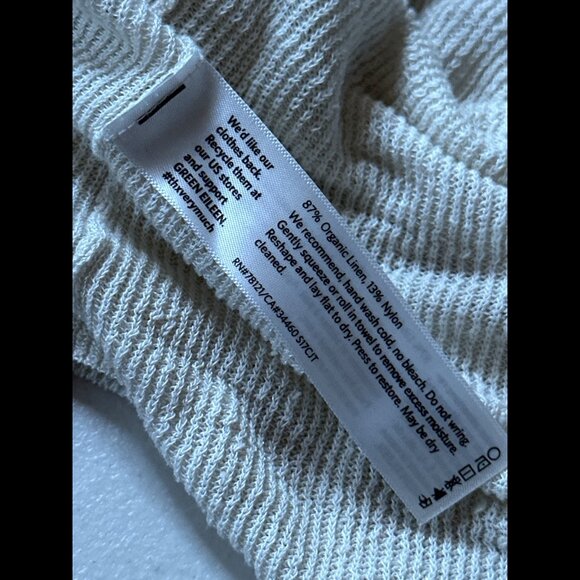 We'd like our
clothes back.
Recycle them at
our US stores
and support
GREEN EILEEN.
#thxverymuch
87% Organic Linen, 13% Nylon
We recommend, hand wash cold, no bleach. Do not wring.
Gently squeeze or roll in towel to remove excess moisture.
Reshape and lay flat to dry. Press to restore. May be dry
cleaned.
RN#78121/CA#34460 S17CIT